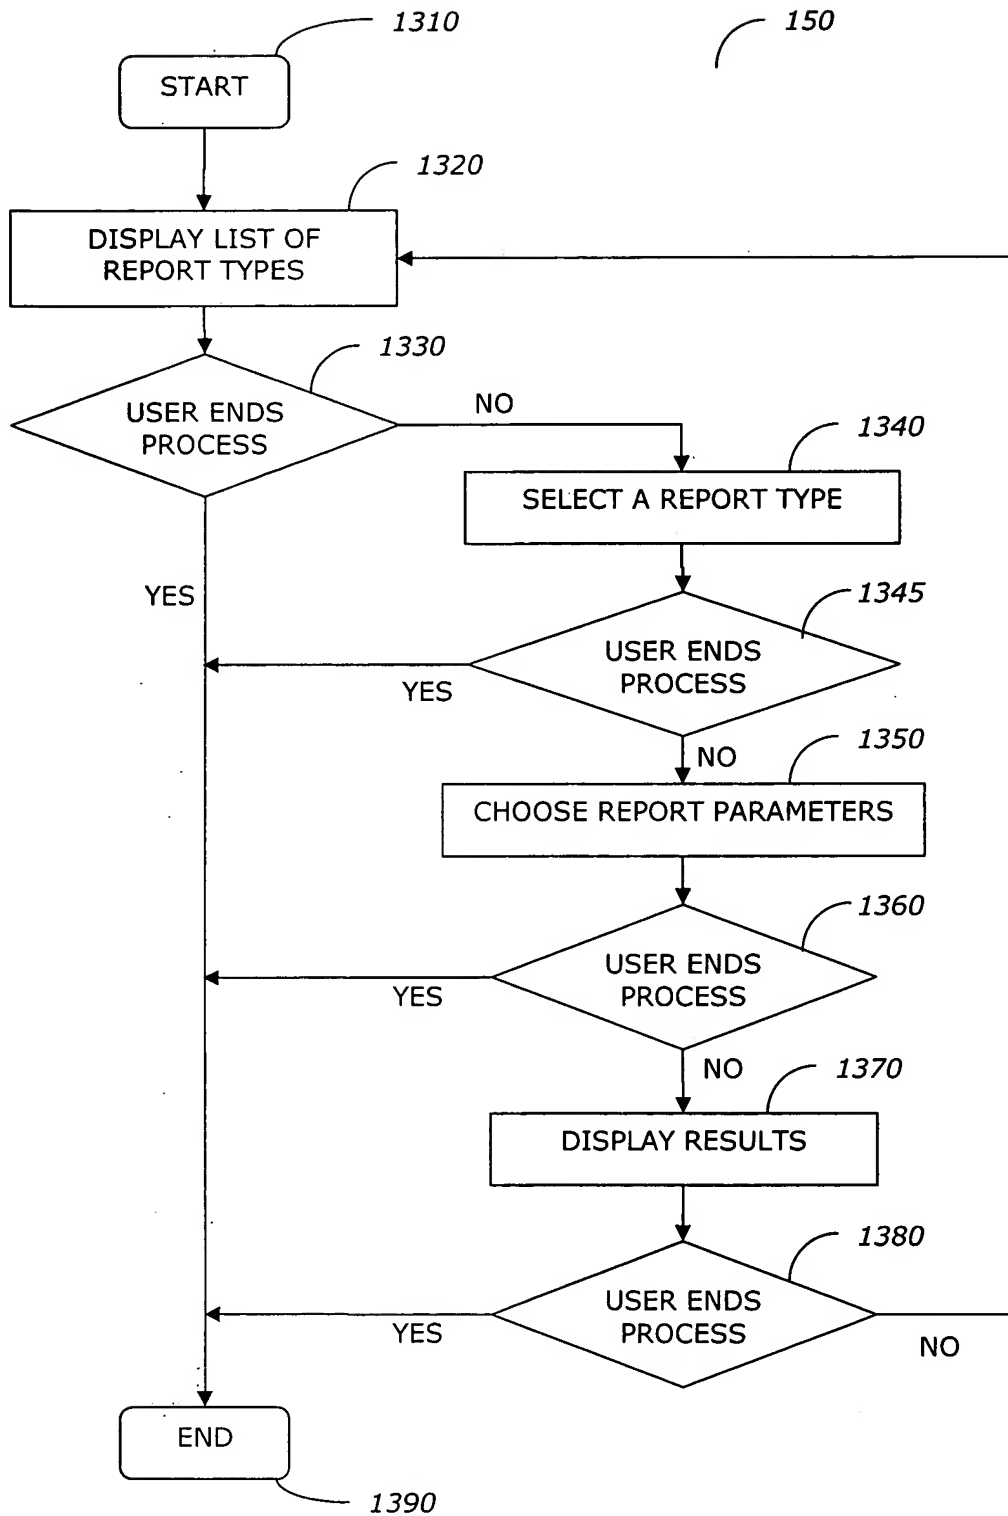 1310
150
START
1320
DISPLAY LIST OF
REPORT TYPES
1330
USER ENDS
PROCESS
NO
1340
SELECT A REPORT TYPE
YES
1345
USER ENDS
PROCESS
YES
NO
1350
CHOOSE REPORT PARAMETERS
1360
USER ENDS
PROCESS
YES
NO
1370
DISPLAY RESULTS
1380
USER ENDS
PROCESS
YES
NO
END
1390